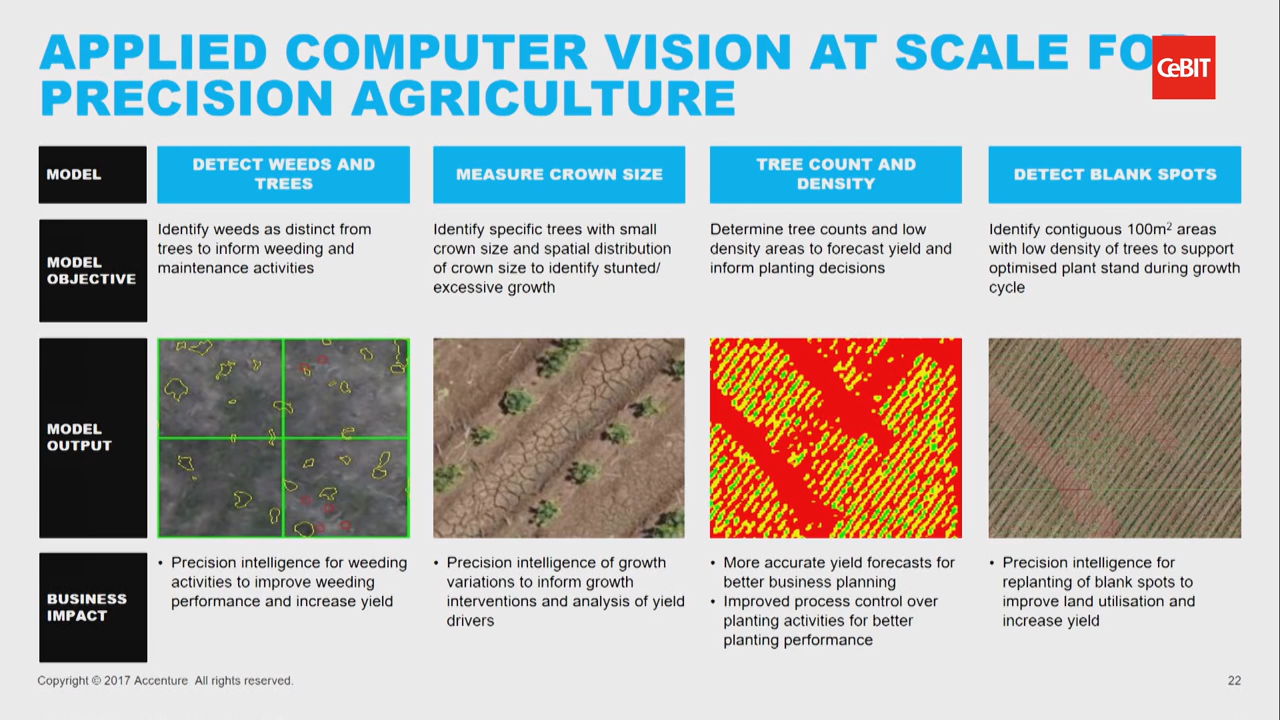 APPLIED COMPUTER VISION AT SCALE FO
PRECISION AGRICULTURE
CeBIT
MODEL
DETECT WEEDS AND
TREES
MEASURE CROWN SIZE
TREE COUNT AND
DENSITY
DETECT BLANK SPOTS
MODEL
OBJECTIVE
Identify weeds as distinct from
trees to inform weeding and
maintenance activities
Identify specific trees with small
crown size and spatial distribution
of crown size to identify stunted/
excessive growth
Determine tree counts and low
density areas to forecast yield and
inform planting decisions
Identify contiguous 100m² areas
with low density of trees to support
optimised plant stand during growth
cycle
MODEL
OUTPUT
BUSINESS
IMPACT
• Precision intelligence for weeding
activities to improve weeding
performance and increase yield
• Precision intelligence of growth
variations to inform growth
interventions and analysis of yield
drivers
• More accurate yield forecasts for
better business planning
• Improved process control over
planting activities for better
planting performance
• Precision intelligence for
replanting of blank spots to
improve land utilisation and
increase yield
Copyright © 2017 Accenture All rights reserved.
22